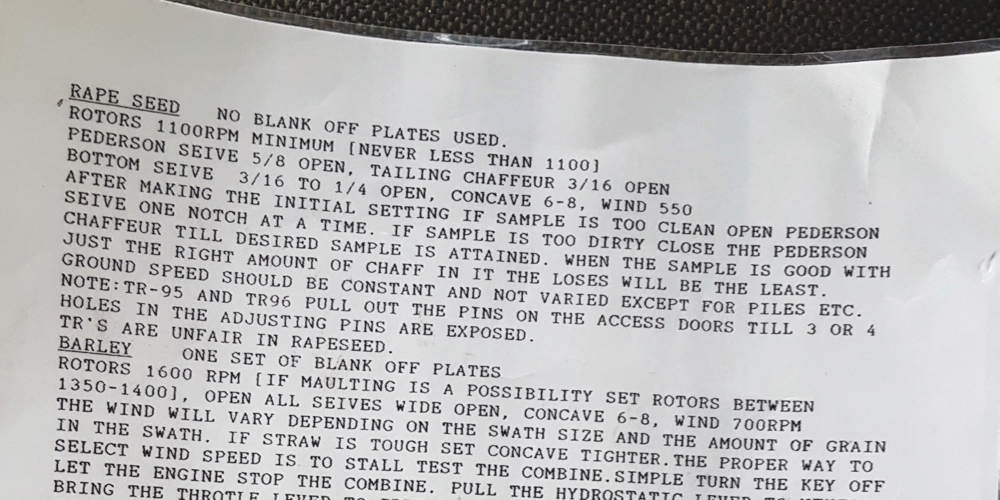 RAPE SEED NO BLANK OFF PLATES USED.
ROTORS 1100RPM MINIMUM [NEVER LESS THAN 1100]
PEDERSON SEIVE 5/8 OPEN, TAILING CHAFFEUR 3/16 OPEN
BOTTOM SEIVE 3/16 TO 1/4 OPEN, CONCAVE 6-8, WIND 550
AFTER MAKING THE INITIAL SETTING IF SAMPLE IS TOO CLEAN OPEN PEDERSON
SEIVE ONE NOTCH AT A TIME. IF SAMPLE IS TOO DIRTY CLOSE THE PEDERSON
CHAFFEUR TILL DESIRED SAMPLE IS ATTAINED. WHEN THE SAMPLE IS GOOD WITH
JUST THE RIGHT AMOUNT OF CHAFF IN IT THE LOSES WILL BE THE LEAST.
GROUND SPEED SHOULD BE CONSTANT AND NOT VARIED EXCEPT FOR PILES ETC.
NOTE:TR-95 AND TR96 PULL OUT THE PINS ON THE ACCESS DOORS TILL 3 OR 4
HOLES IN THE ADJUSTING PINS ARE EXPOSED.
TR'S ARE UNFAIR IN RAPESEED.
BARLEY ONE SET OF BLANK OFF PLATES
ROTORS 1600 RPM [IF MAULTING IS A POSSIBILITY SET ROTORS BETWEEN
1350-1400], OPEN ALL SEIVES WIDE OPEN, CONCAVE 6-8, WIND 700RPM
THE WIND WILL VARY DEPENDING ON THE SWATH SIZE AND THE AMOUNT OF GRAIN
IN THE SWATH. IF STRAW IS TOUGH SET CONCAVE TIGHTER.THE PROPER WAY TO
SELECT WIND SPEED IS TO STALL TEST THE COMBINE.SIMPLE TURN THE KEY OFF
LET THE ENGINE STOP THE COMBINE. PULL THE HYDROSTATIC LEVER TO
BRING THE THROTLE LEVER TO